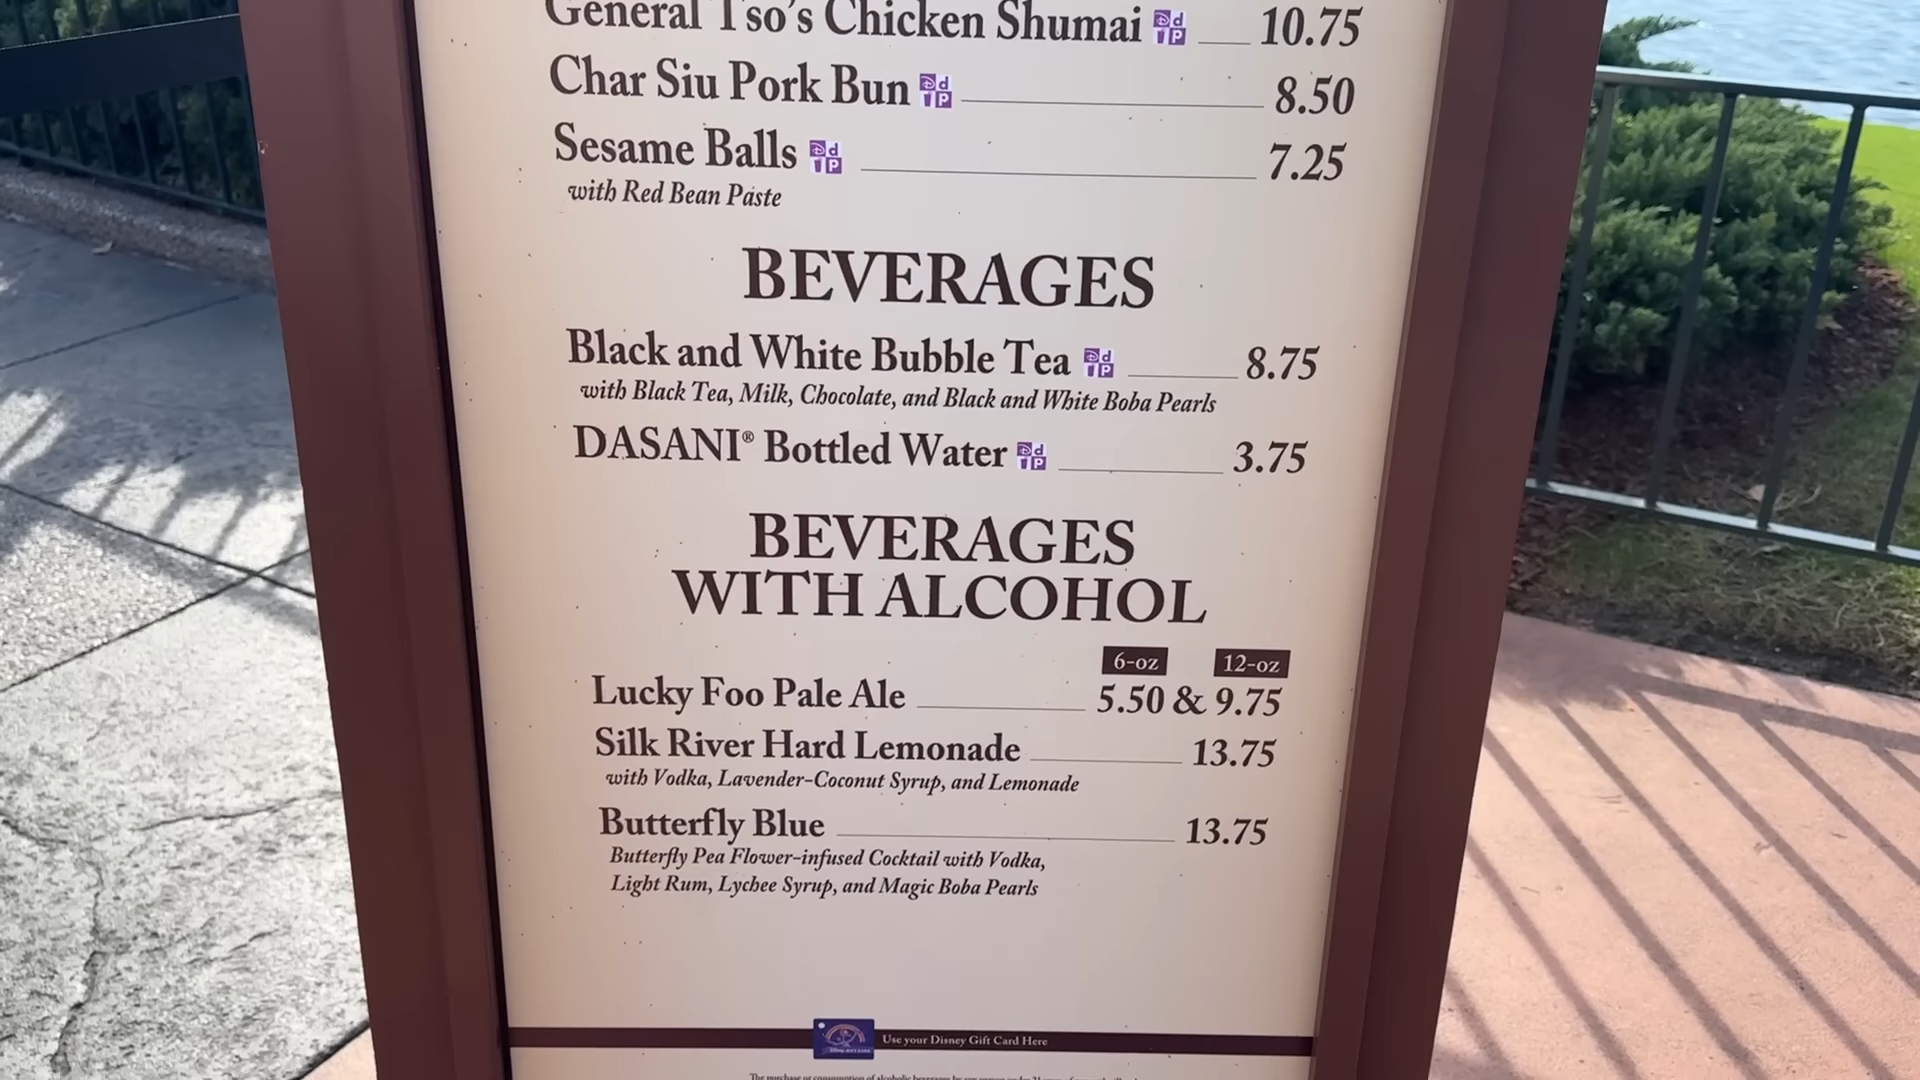 General Tso's Chicken Shumai 10.75
Char Siu Pork Bun 8.50
Sesame Balls 7.25
with Red Bean Paste
BEVERAGES
Black and White Bubble Tea 8.75
with Black Tea, Milk, Chocolate, and Black and White Boba Pearls
DASANI® Bottled Water 3.75
BEVERAGES
WITH ALCOHOL
6-oz 12-oz
Lucky Foo Pale Ale 5.50 & 9.75
Silk River Hard Lemonade 13.75
with Vodka, Lavender-Coconut Syrup, and Lemonade
Butterfly Blue 13.75
Butterfly Pea Flower-infused Cocktail with Vodka,
Light Rum, Lychee Syrup, and Magic Boba Pearls
Use your Disney Gift Card Here